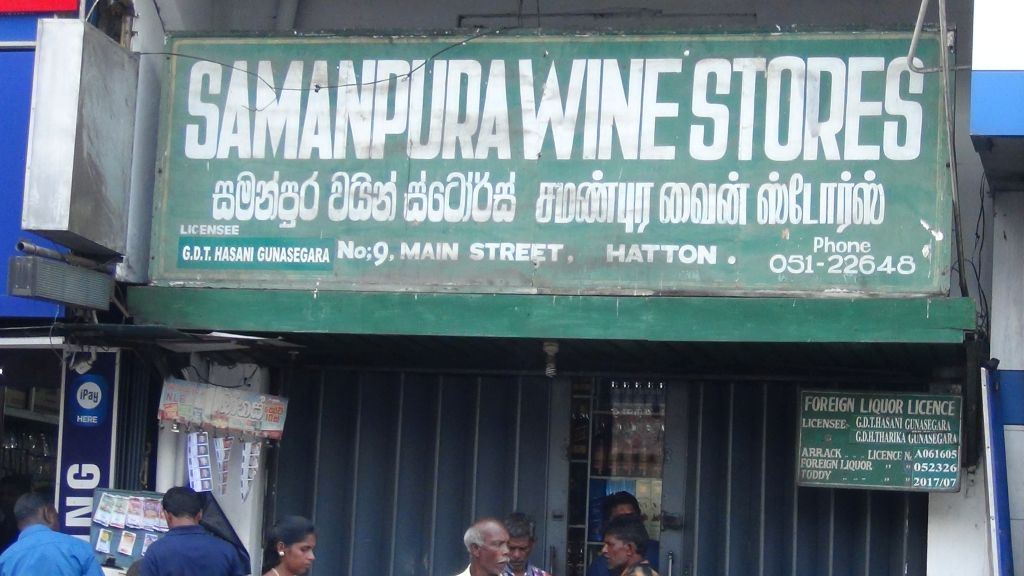 SAMANPURA WINE STORES
සමන්පුර වයින් ස්ටෝර්ස් சமண்புர வைன் ஸ்டோர்ஸ்
LICENSEE
G.D.T. HASANI GUNASEGARA No; 9, MAIN STREET, HATTON .
Phone
051-22648
iPay
HERE
NG
FOREIGN LIQUOR LICENCE
LICENSEE- G.D.T.HASANI GUNASEGARA
G.D.H.THARIKA GUNASEGARA
ARRACK LICENCE No A061605
FOREIGN LIQUOR " " 052326
TODDY " " 2017/07